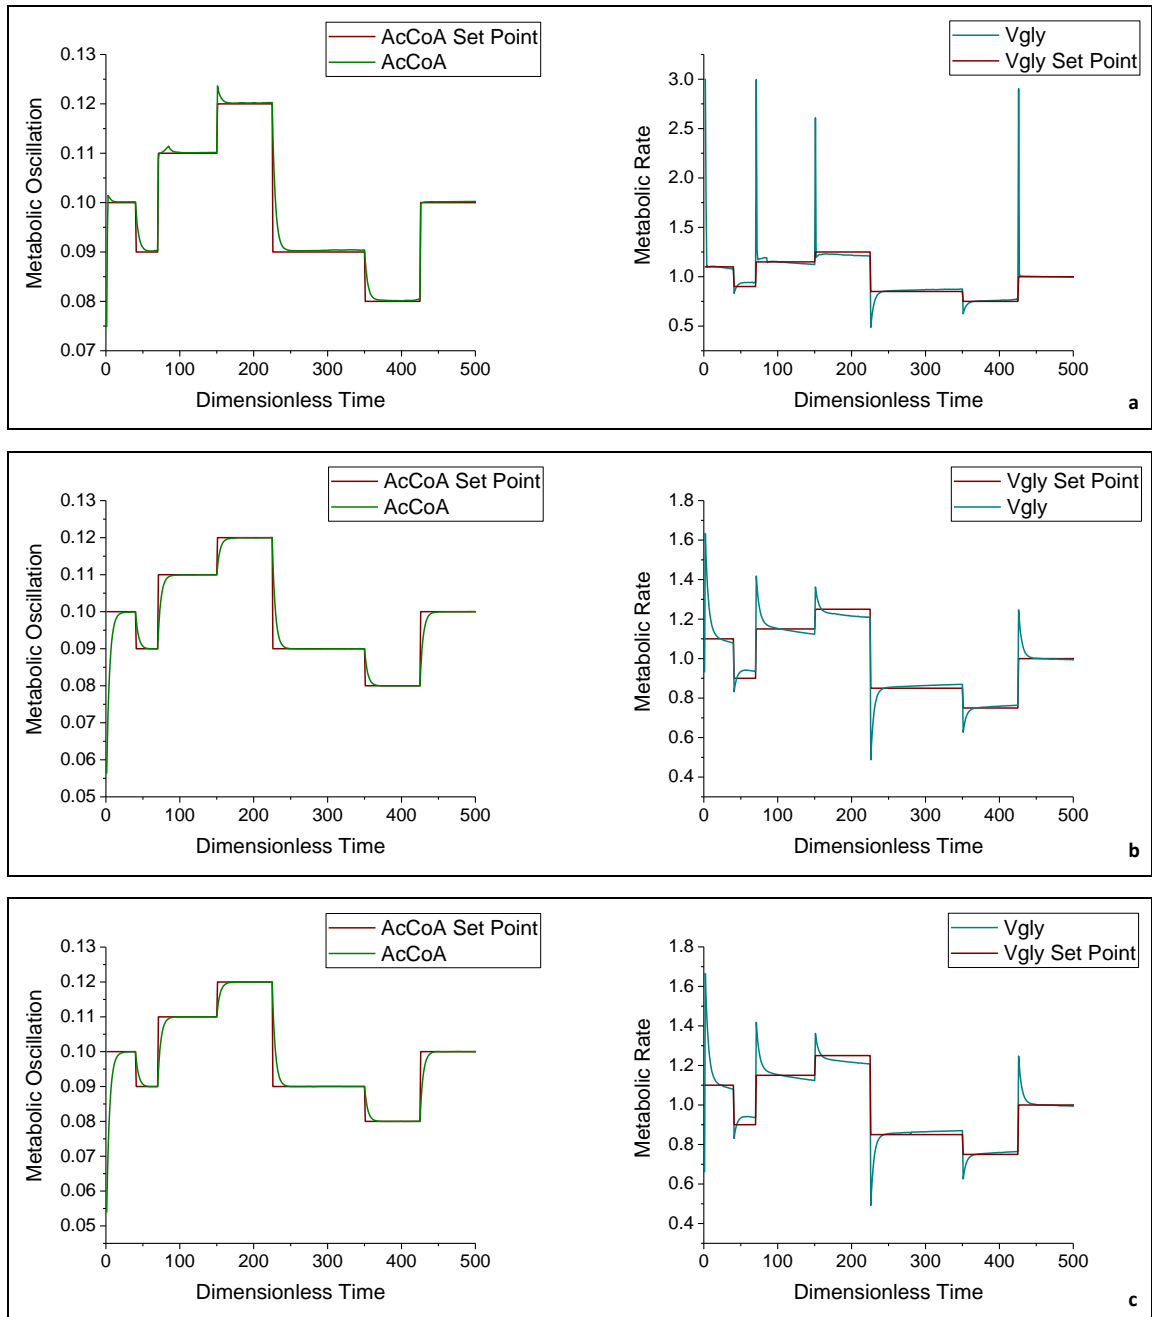 AcCoA Set Point
AcCoA
0.13
0.12
0.11
0.10
0.09
0.08
0.07
Metabolic Oscillation
0 100 200 300 400 500
Dimensionless Time
Vgly
Vgly Set Point
3.0
2.5
2.0
1.5
1.0
0.5
Metabolic Rate
0 100 200 300 400 500
Dimensionless Time
a
AcCoA Set Point
AcCoA
0.13
0.12
0.11
0.10
0.09
0.08
0.07
0.06
0.05
Metabolic Oscillation
0 100 200 300 400 500
Dimensionless Time
Vgly Set Point
Vgly
1.8
1.6
1.4
1.2
1.0
0.8
0.6
0.4
Metabolic Rate
0 100 200 300 400 500
Dimensionless Time
b
AcCoA Set Point
AcCoA
0.13
0.12
0.11
0.10
0.09
0.08
0.07
0.06
0.05
Metabolic Oscillation
0 100 200 300 400 500
Dimensionless Time
Vgly
Vgly Set Point
1.8
1.6
1.4
1.2
1.0
0.8
0.6
0.4
Metabolic Rate
0 100 200 300 400 500
Dimensionless Time
c